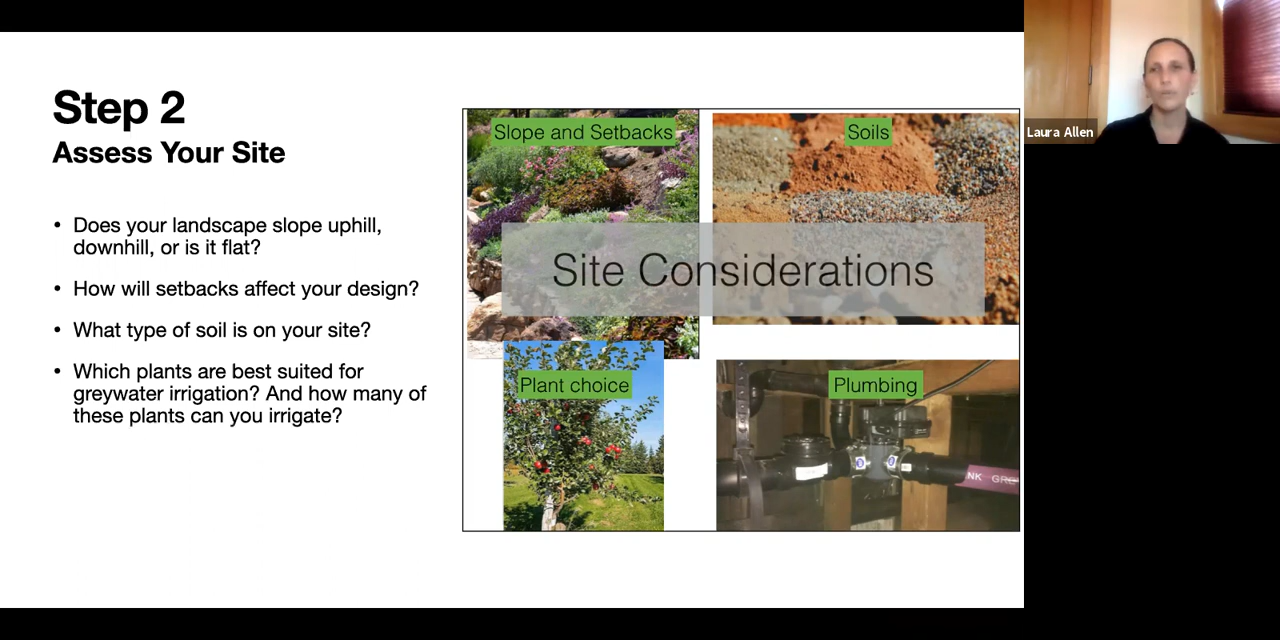 Step 2
Assess Your Site
• Does your landscape slope uphill,
downhill, or is it flat?
• How will setbacks affect your design?
• What type of soil is on your site?
• Which plants are best suited for
greywater irrigation? And how many of
these plants can you irrigate?
Slope and Setbacks
Soils
Site Considerations
Plant choice
Plumbing
NK GRE
Laura Allen